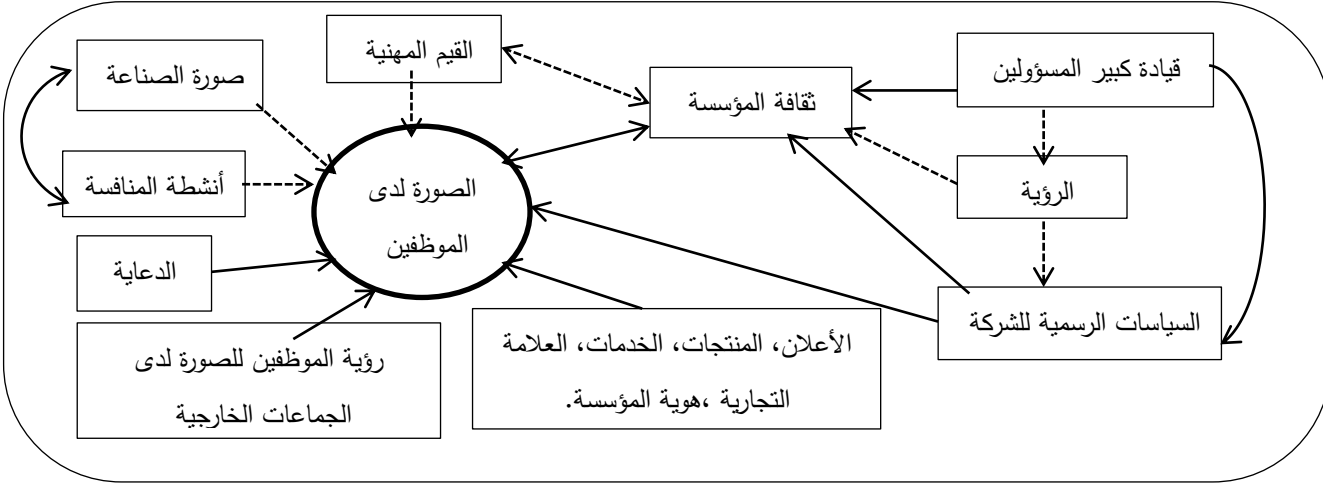 قيادة كبير المسؤولين
القيم المهنية
صورة الصناعة
ثقافة المؤسسة
الرؤية
أنشطة المنافسة
الصورة لدى
الموظفين
الدعاية
السياسات الرسمية للشركة
الأعلان، المنتجات، الخدمات، العلامة
التجارية ،هوية المؤسسة.
رؤية الموظفين للصورة لدى
الجماعات الخارجية